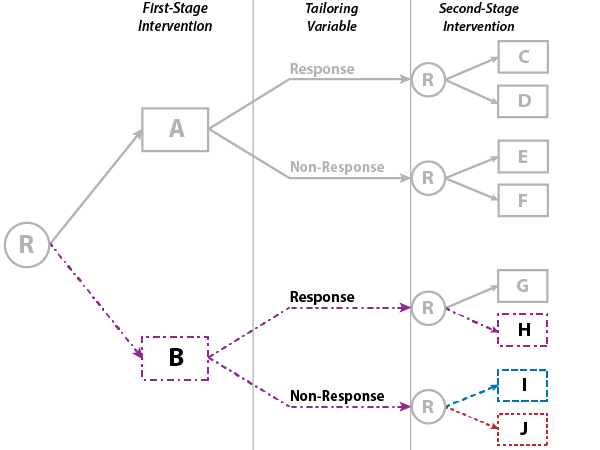 First-Stage
Intervention
Tailoring
Variable
Second-Stage
Intervention
R
A
Response
R
C
D
Non-Response
R
E
F
B
Response
R
G
H
Non-Response
R
I
J